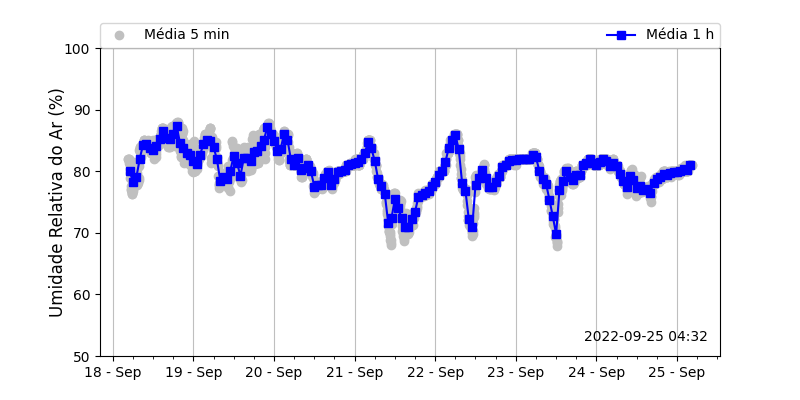 Média 5 min
Média 1 h
Umidade Relativa do Ar (%)
100
90
80
70
60
50
2022-09-25 04:32
18 - Sep
19 - Sep
20 - Sep
21 - Sep
22 - Sep
23 - Sep
24 - Sep
25 - Sep